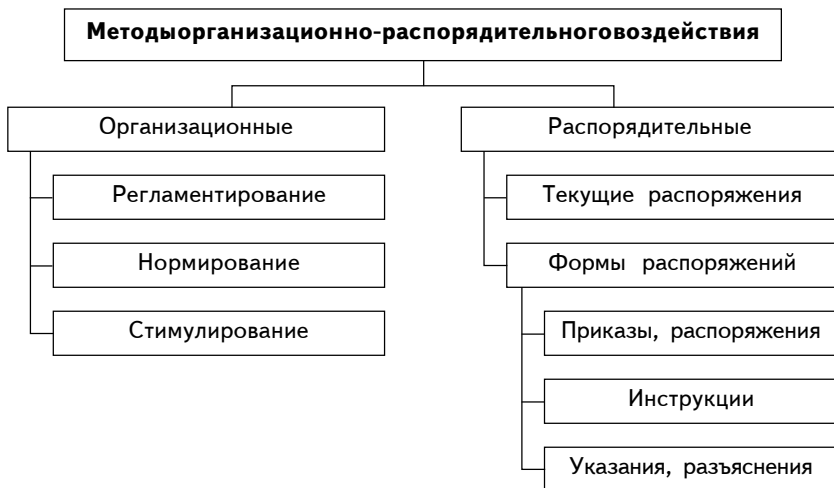 Методыорганизационно-распорядительноговоздействия
Организационные
Регламентирование
Нормирование
Стимулирование
Распорядительные
Текущие распоряжения
Формы распоряжений
Приказы, распоряжения
Инструкции
Указания, разъяснения